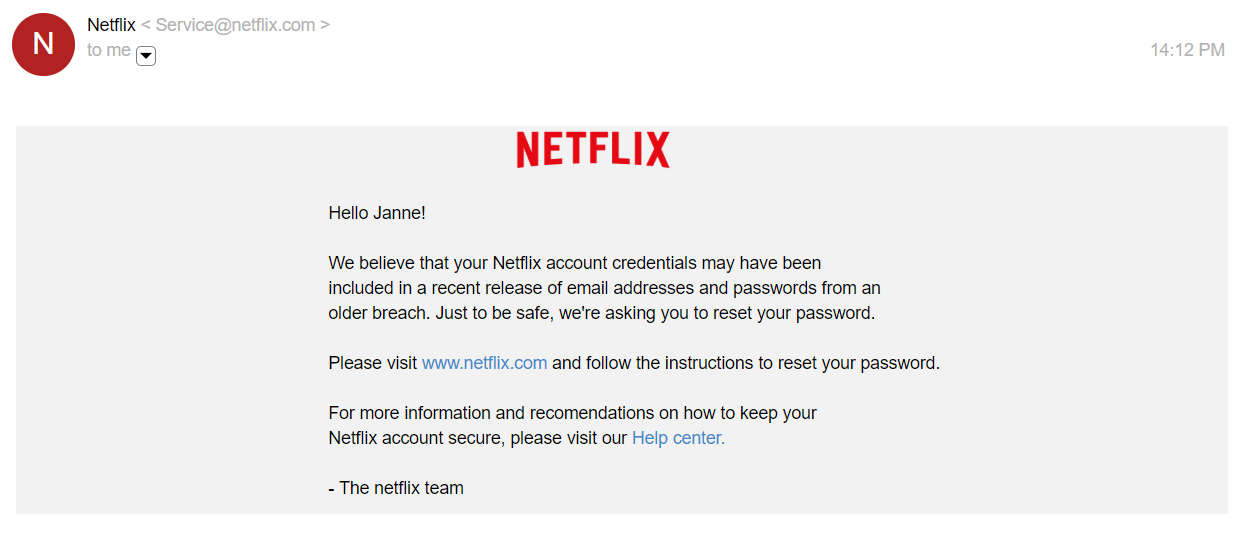 N
Netflix < Service@netflix.com >
to me
14:12 PM
NETFLIX
Hello Janne!
We believe that your Netflix account credentials may have been
included in a recent release of email addresses and passwords from an
older breach. Just to be safe, we're asking you to reset your password.
Please visit www.netflix.com and follow the instructions to reset your password.
For more information and recomendations on how to keep your
Netflix account secure, please visit our Help center.
- The netflix team